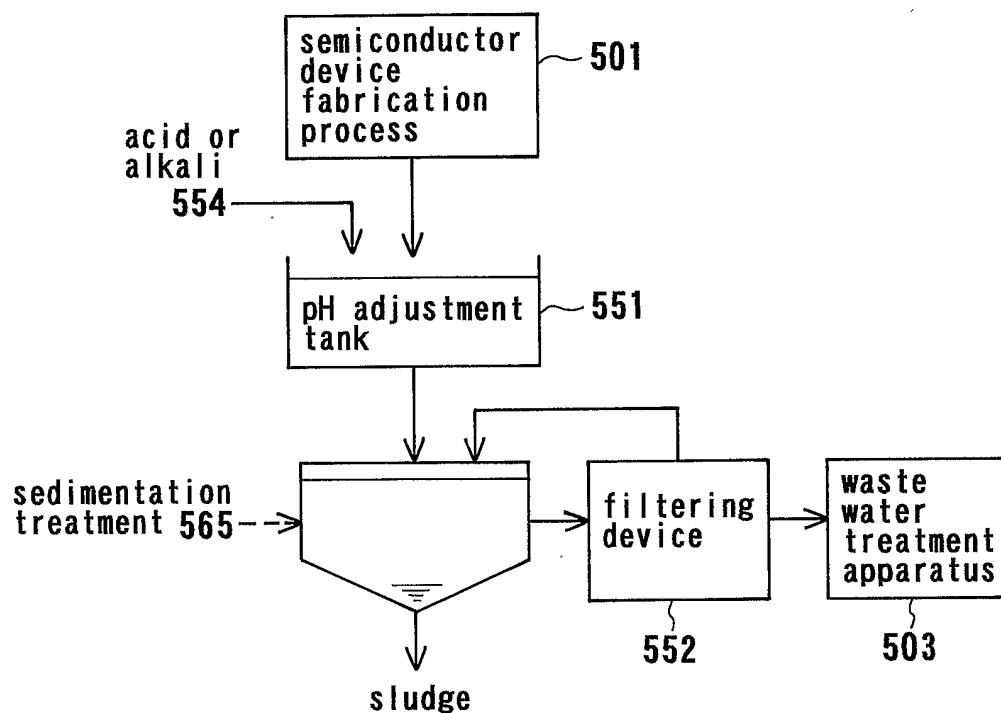 semiconductor
device
fabrication
process
501
acid or
alkali
554
pH adjustment
tank
551
sedimentation
treatment 565
filtering
device
552
waste
water
treatment
apparatus
503
sludge